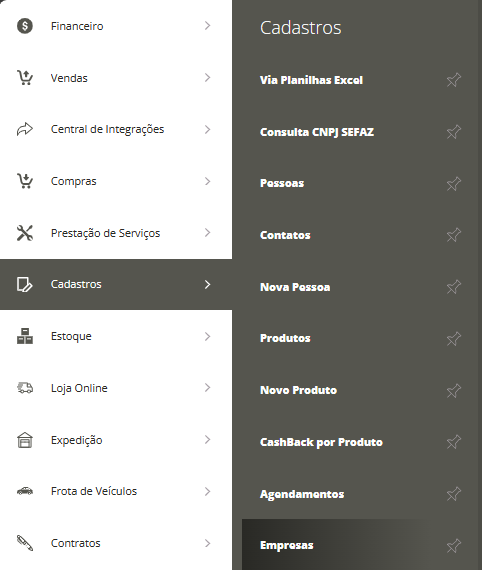 Financeiro
Vendas
Central de Integrações
Compras
Prestação de Serviços
Cadastros
Estoque
Loja Online
Expedição
Frota de Veículos
Contratos
Cadastros
Via Planilhas Excel
Consulta CNPJ SEFAZ
Pessoas
Contatos
Nova Pessoa
Produtos
Novo Produto
CashBack por Produto
Agendamentos
Empresas